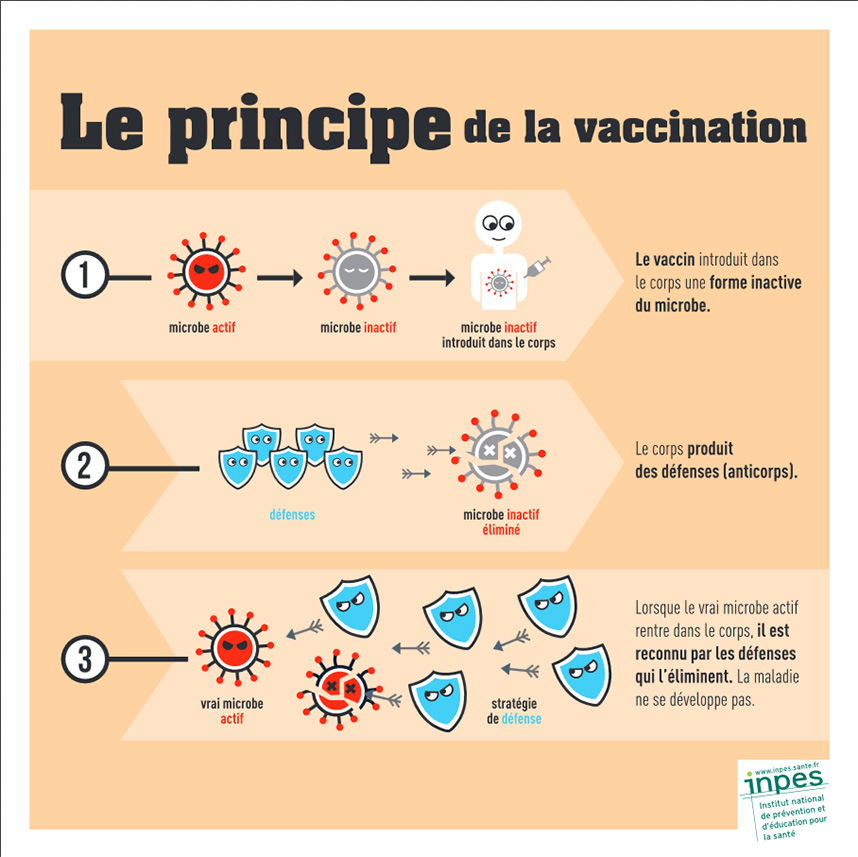 Le principe de la vaccination
1
microbe actif
microbe inactif
microbe inactif
introduit dans le corps
Le vaccin introduit dans
le corps une forme inactive
du microbe.
2
défenses
microbe inactif
éliminé
Le corps produit
des défenses (anticorps).
3
vrai microbe
actif
stratégie
de défense
Lorsque le vrai microbe actif
rentre dans le corps, il est
reconnu par les défenses
qui l'éliminent. La maladie
ne se développe pas.
www.inpes.sante.fr
inpes
Institut national
de prévention et
d'éducation pour
la santé